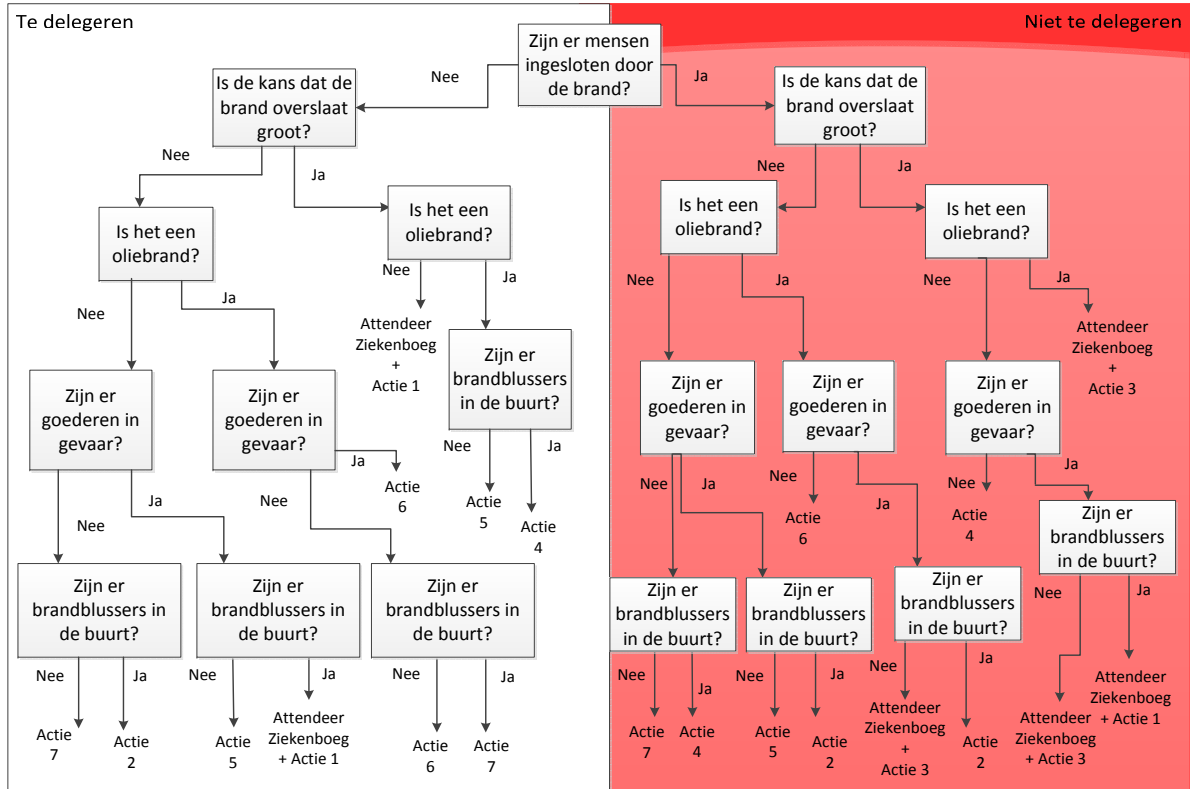 Te delegeren
Niet te delegeren
Zijn er mensen
ingesloten door
de brand?
Nee
Ja
Is de kans dat de
brand overslaat
groot?
Is de kans dat de
brand overslaat
groot?
Nee
Ja
Nee
Ja
Is het een
oliebrand?
Is het een
oliebrand?
Is het een
oliebrand?
Is het een
oliebrand?
Nee
Ja
Nee
Ja
Nee
Ja
Nee
Ja
Attendeer
Ziekenboeg
+
Actie 1
Attendeer
Ziekenboeg
+
Actie 3
Zijn er
goederen in
gevaar?
Zijn er
goederen in
gevaar?
Zijn er
brandblussers
in de buurt?
Zijn er
goederen in
gevaar?
Zijn er
goederen in
gevaar?
Zijn er
goederen in
gevaar?
Nee
Ja
Nee
Ja
Nee
Ja
Nee
Ja
Nee
Ja
Nee
Ja
Actie
6
Actie
5
Actie
4
Actie
6
Actie
4
Zijn er
brandblussers in
de buurt?
Zijn er
brandblussers in
de buurt?
Zijn er
brandblussers in
de buurt?
Zijn er
brandblussers
in de buurt?
Zijn er
brandblussers
in de buurt?
Zijn er
brandblussers
in de buurt?
Zijn er
brandblussers
in de buurt?
Nee
Ja
Nee
Ja
Nee
Ja
Nee
Ja
Nee
Ja
Nee
Ja
Nee
Ja
Actie
7
Actie
2
Actie
5
Attendeer
Ziekenboeg
+ Actie 1
Actie
6
Actie
7
Actie
7
Actie
4
Actie
5
Actie
2
Attendeer
Ziekenboeg
+
Actie 3
Actie
2
Attendeer
Ziekenboeg
+ Actie 3
Attendeer
Ziekenboeg
+ Actie 1